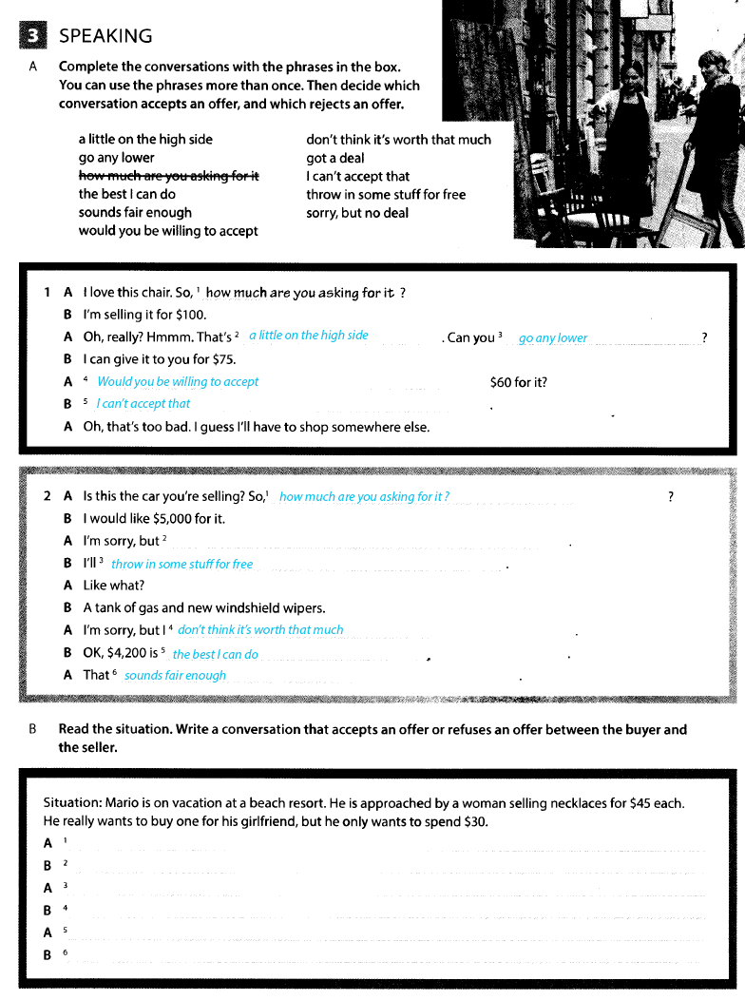 3 SPEAKING
A Complete the conversations with the phrases in the box.
You can use the phrases more than once. Then decide which
conversation accepts an offer, and which rejects an offer.
a little on the high side don't think it's worth that much
go any lower got a deal
how much are you asking for it I can't accept that
the best I can do throw in some stuff for free
sounds fair enough sorry, but no deal
would you be willing to accept
1 A I love this chair. So, 1 how much are you asking for it ?
B I'm selling it for $100.
A Oh, really? Hmmm. That's 2 a little on the high side . Can you 3 go any lower ?
B I can give it to you for $75.
A 4 Would you be willing to accept $60 for it?
B 5 I can't accept that .
A Oh, that's too bad. I guess I'll have to shop somewhere else.
2 A Is this the car you're selling? So,1 how much are you asking for it ? ?
B I would like $5,000 for it.
A I'm sorry, but 2 .
B I'll 3 throw in some stuff for free .
A Like what?
B A tank of gas and new windshield wipers.
A I'm sorry, but I 4 don't think it's worth that much .
B OK, $4,200 is 5 the best I can do .
A That 6 sounds fair enough .
B Read the situation. Write a conversation that accepts an offer or refuses an offer between the buyer and
the seller.
Situation: Mario is on vacation at a beach resort. He is approached by a woman selling necklaces for $45 each.
He really wants to buy one for his girlfriend, but he only wants to spend $30.
A 1
B 2
A 3
B 4
A 5
B 6